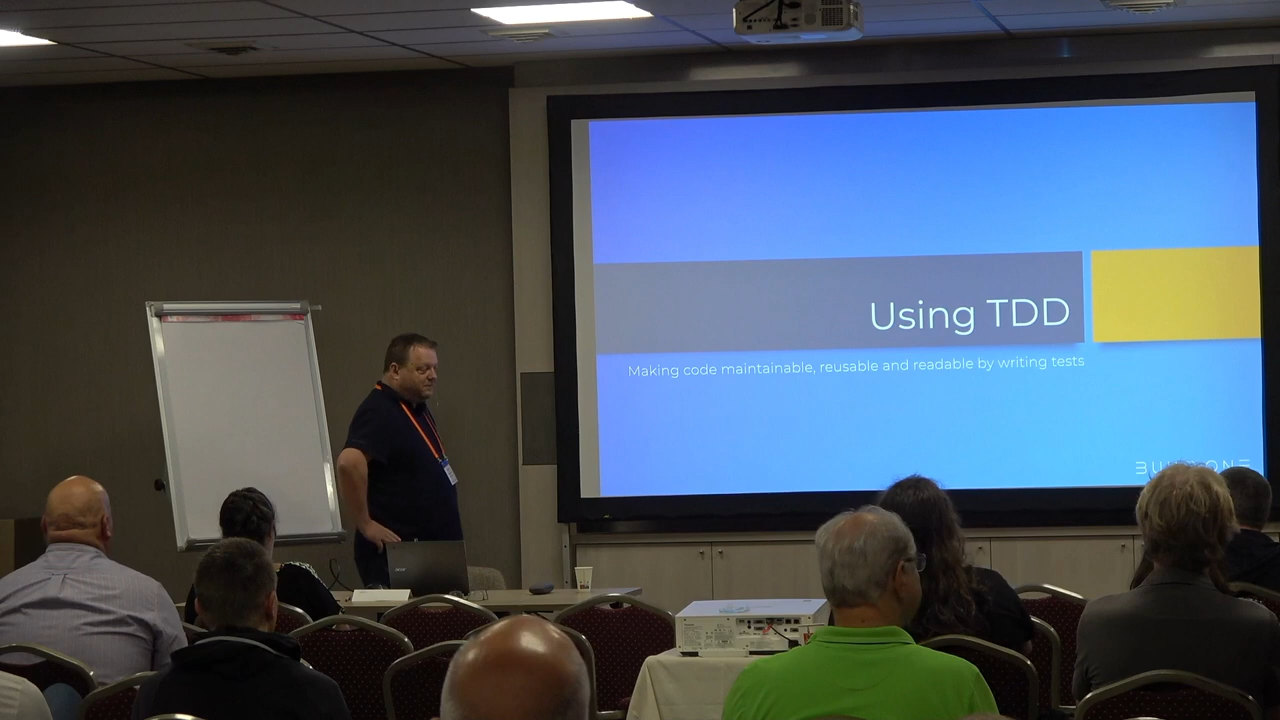 Using TDD
Making code maintainable, reusable and readable by writing tests